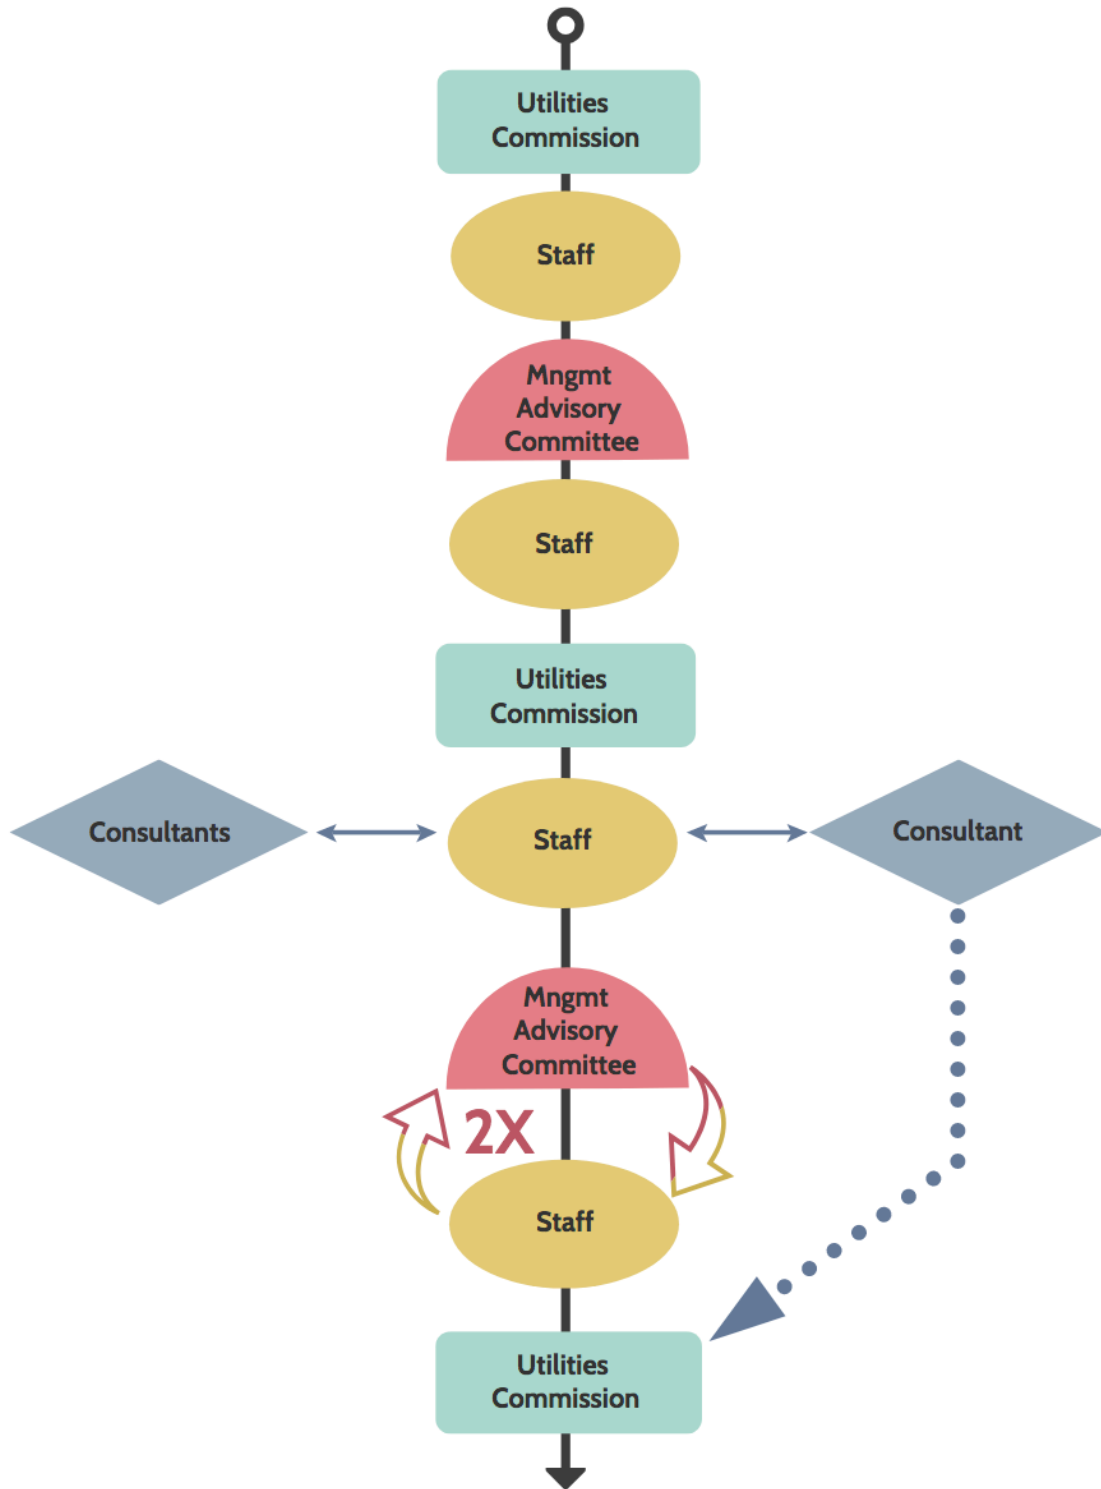 Utilities
Commission
Staff
Mngmt
Advisory
Committee
Staff
Utilities
Commission
Consultants
Staff
Consultant
Mngmt
Advisory
Committee
2X
Staff
Utilities
Commission